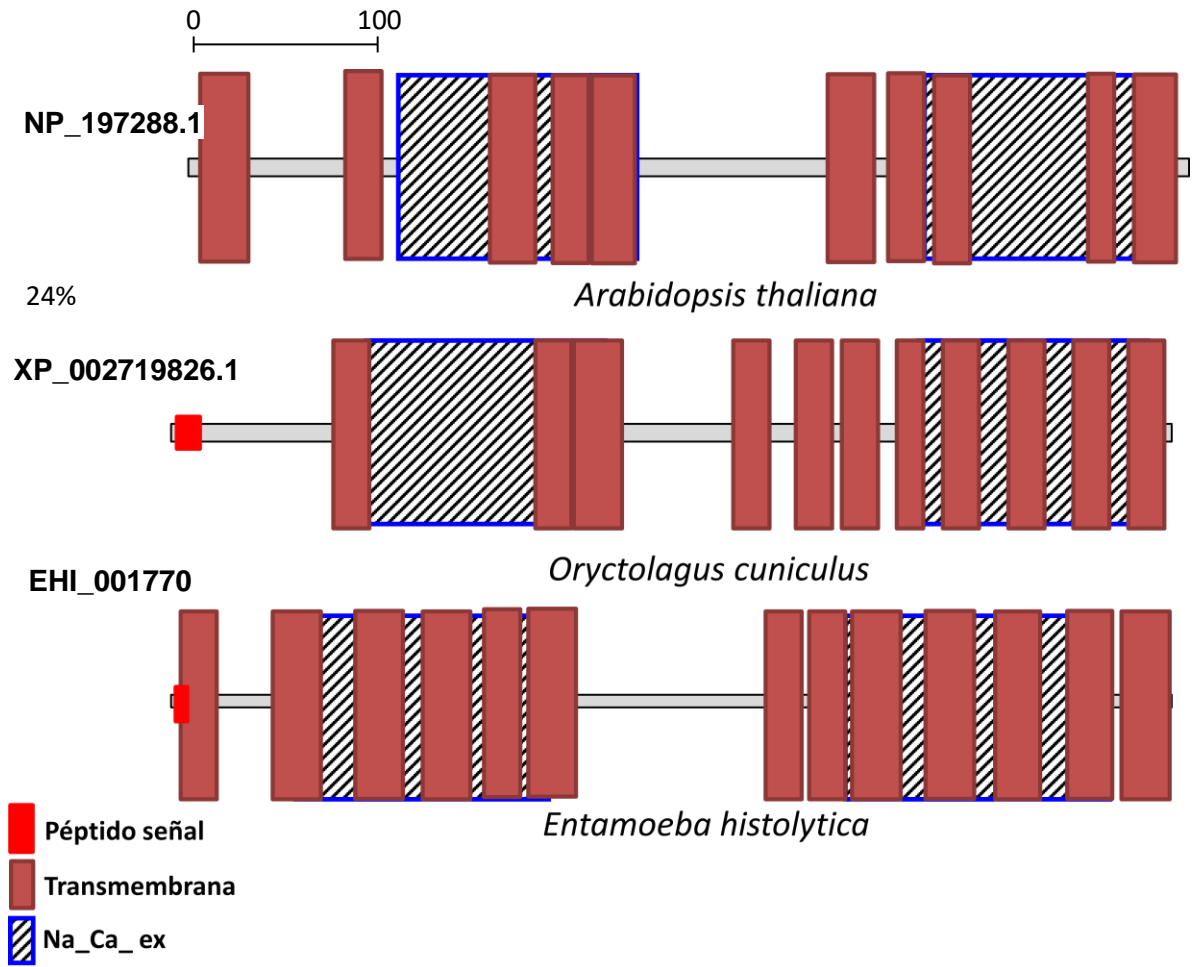 0 100
NP_197288.1
Arabidopsis thaliana
24%
XP_002719826.1
Oryctolagus cuniculus
EHI_001770
Entamoeba histolytica
Péptido señal
Transmembrana
Na_Ca_ ex